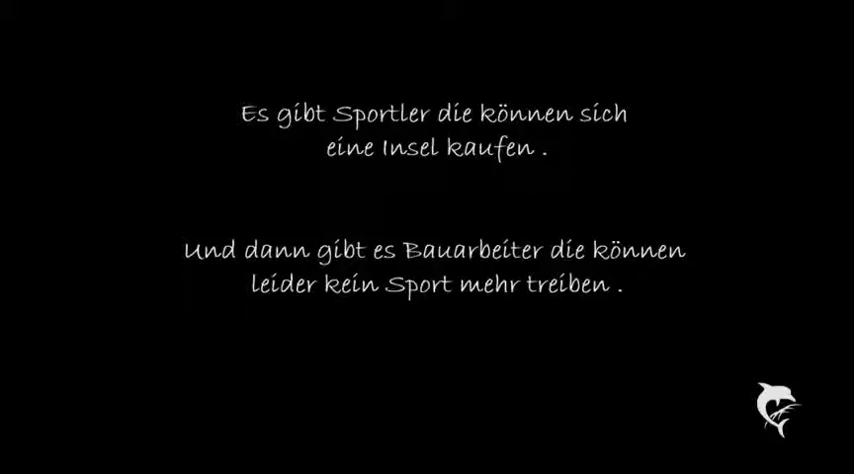 Es gibt Sportler die können sich
eine Insel kaufen .
Und dann gibt es Bauarbeiter die können
leider kein Sport mehr treiben .